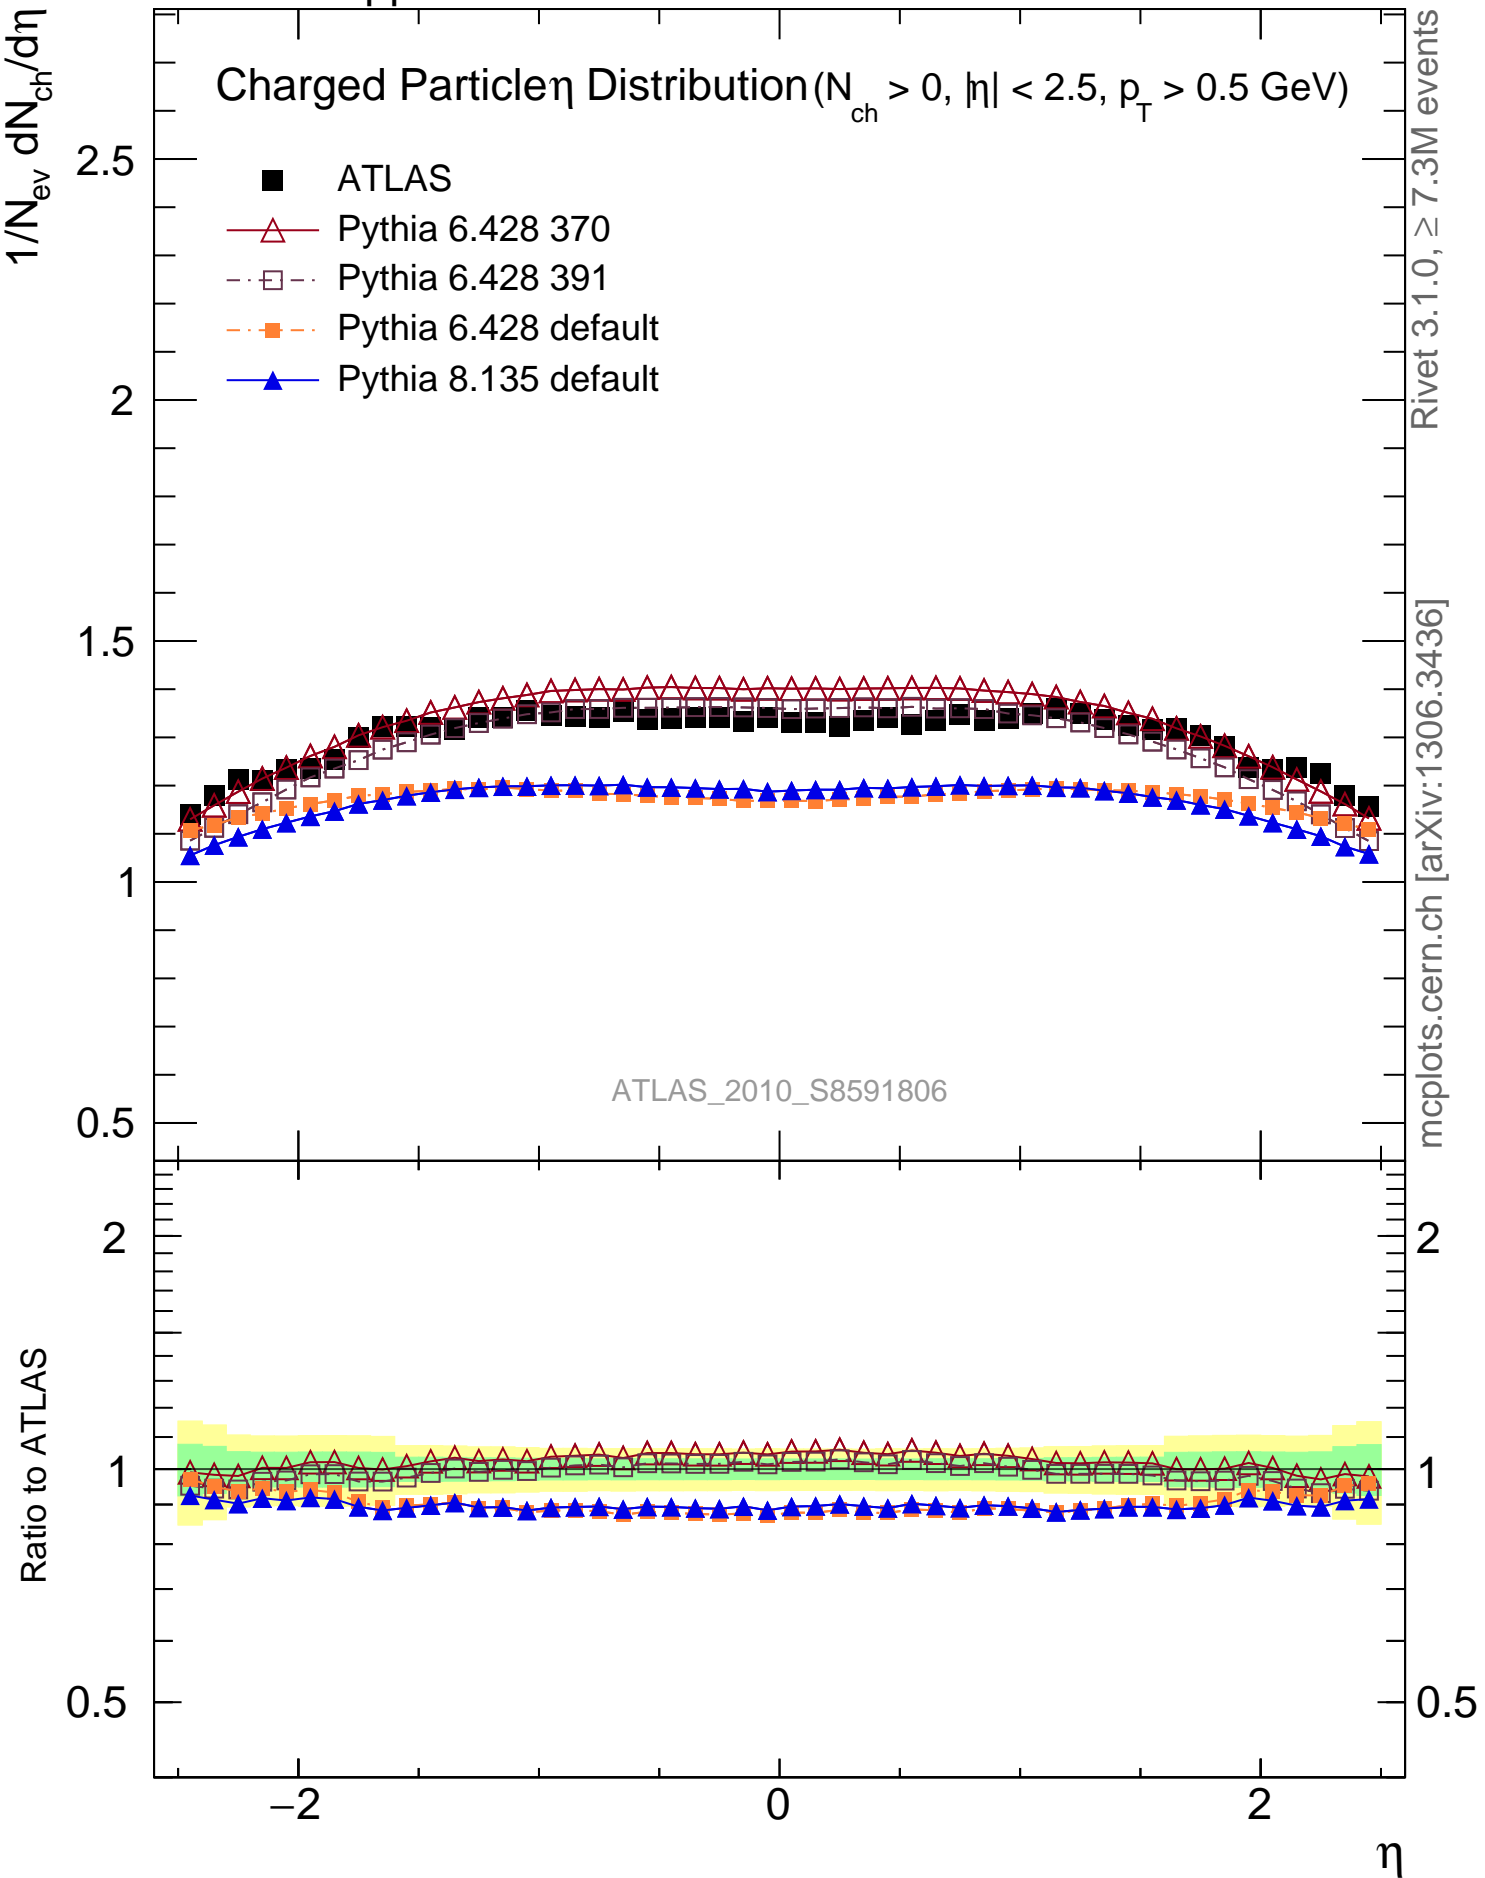 1/N_ev dN_ch/dη
Charged Particleη Distribution(N_ch > 0, |η| < 2.5, p_T > 0.5 GeV)
ATLAS
Pythia 6.428 370
Pythia 6.428 391
Pythia 6.428 default
Pythia 8.135 default
2.5
2
1.5
1
0.5
ATLAS_2010_S8591806
Rivet 3.1.0, ≥ 7.3M events
mcplots.cern.ch [arXiv:1306.3436]
Ratio to ATLAS
2
1
0.5
2
1
0.5
−2
0
2
η